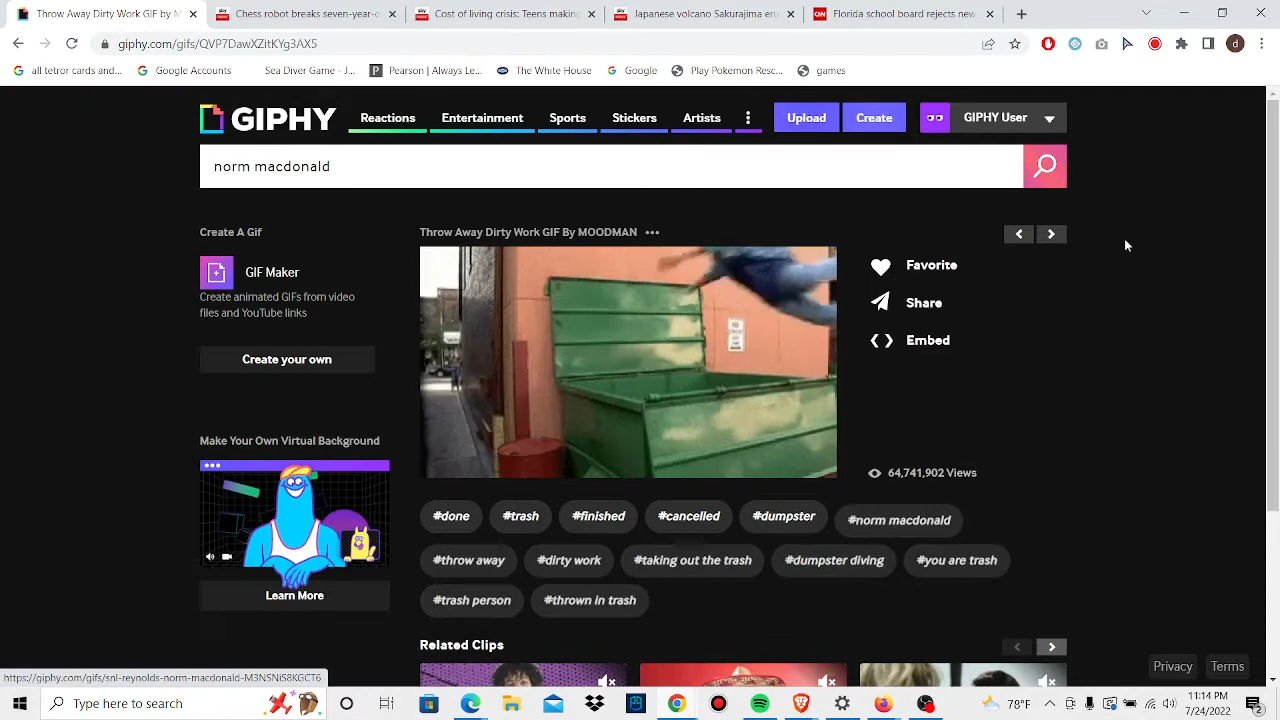 Throw Away Dirty Work GIF By M
Chess robot breaks seven-year-o
Cost of living crisis: Teens makin
Japanese volcano Sakurajima eru
Florida school board rejects new
giphy.com/gifs/QVP7DawXZitKYg3AX5
d
all tetror cards and
Google Accounts
Sea Diver Game - J...
Pearson | Always Le...
The White House
Google
Play Pokemon Resc...
games
GIPHY
Reactions
Entertainment
Sports
Stickers
Artists
Upload
Create
GIPHY User
norm macdonald
Create A Gif
GIF Maker
Create animated GIFs from video
files and YouTube links
Create your own
Make Your Own Virtual Background
Learn More
Throw Away Dirty Work GIF By MOODMAN
Favorite
Share
Embed
64,741,902 Views
#done #trash #finished #cancelled #dumpster #norm macdonald
#throw away #dirty work #taking out the trash #dumpster diving #you are trash
#trash person #thrown in trash
Related Clips
Privacy
Terms
https://giphy.com/gifs/snl-reynolds-norm-macdonald-M3NSNi6iSKGCTG
Type here to search
78°F
11:14 PM
7/24/2022
2